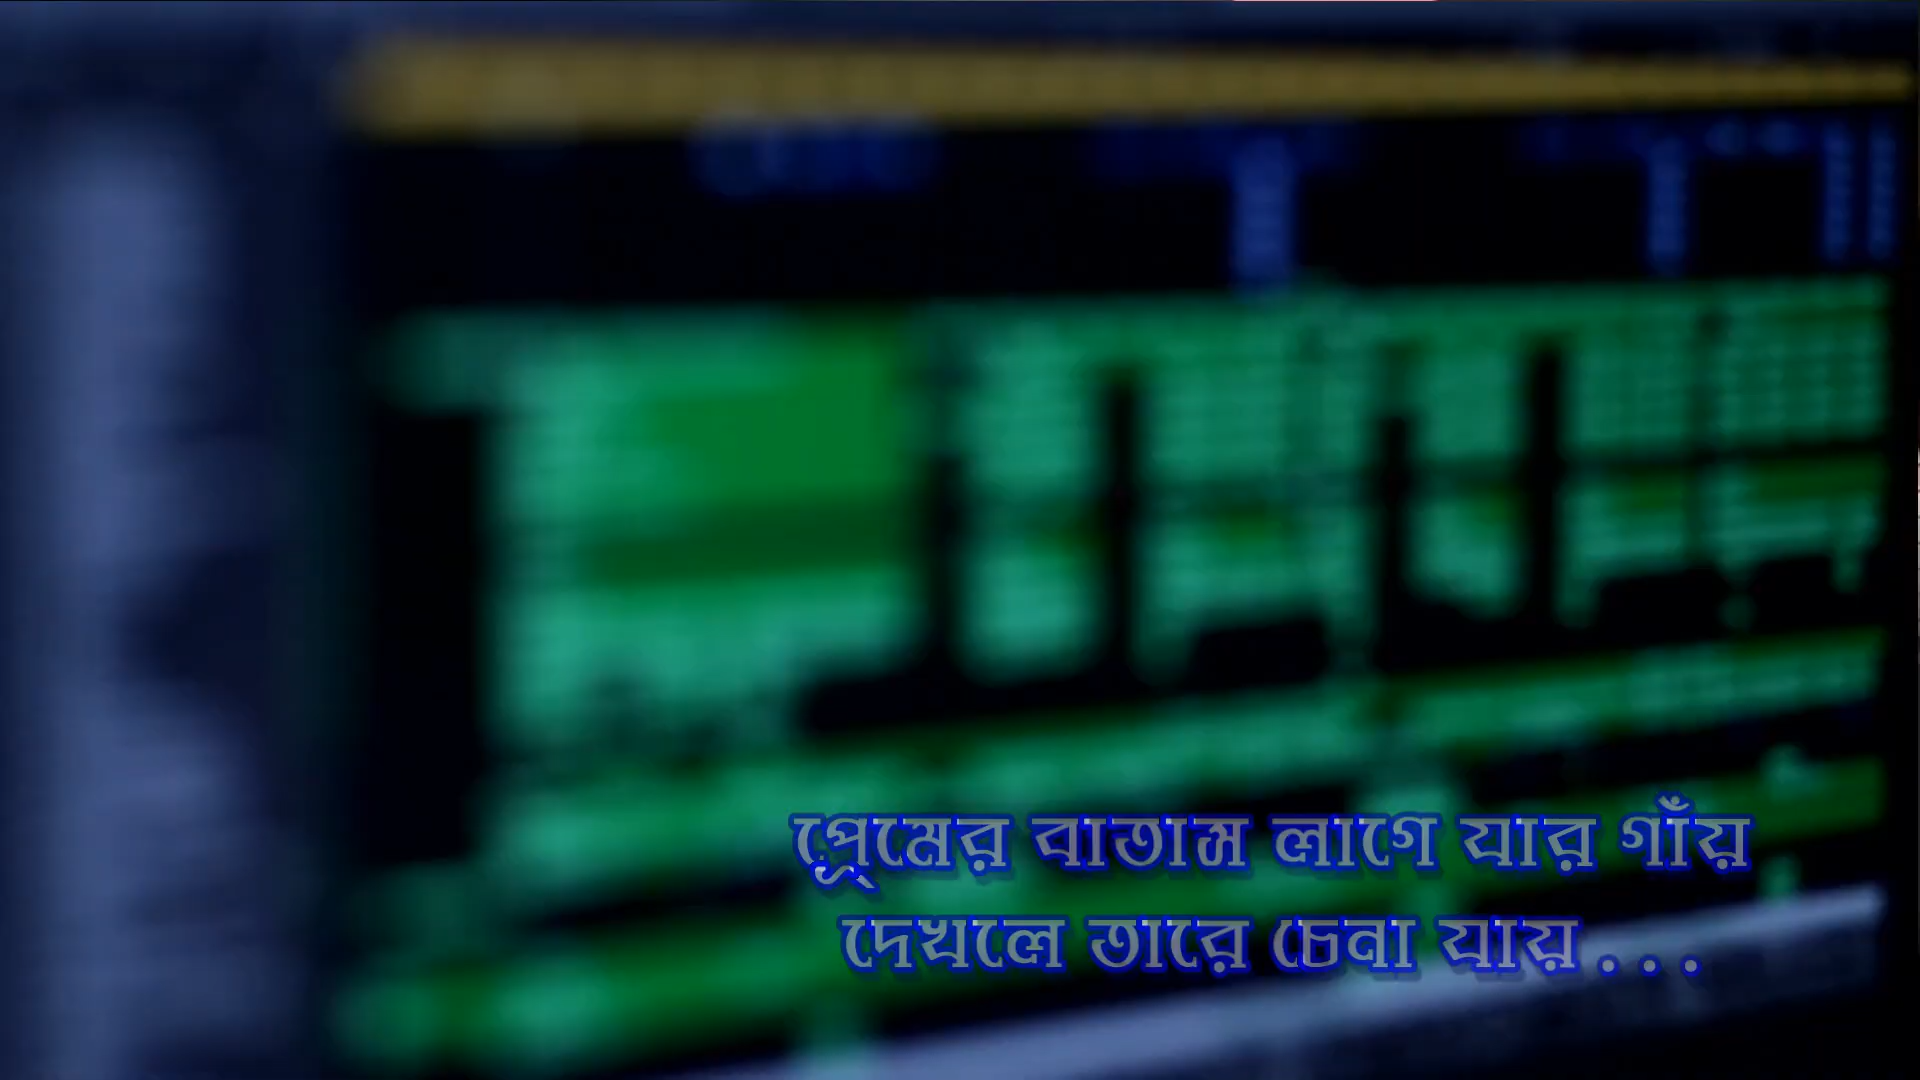 প্রেমের বাতাস লাগে যার গাঁয়
দেখলে তারে চেনা যায়...